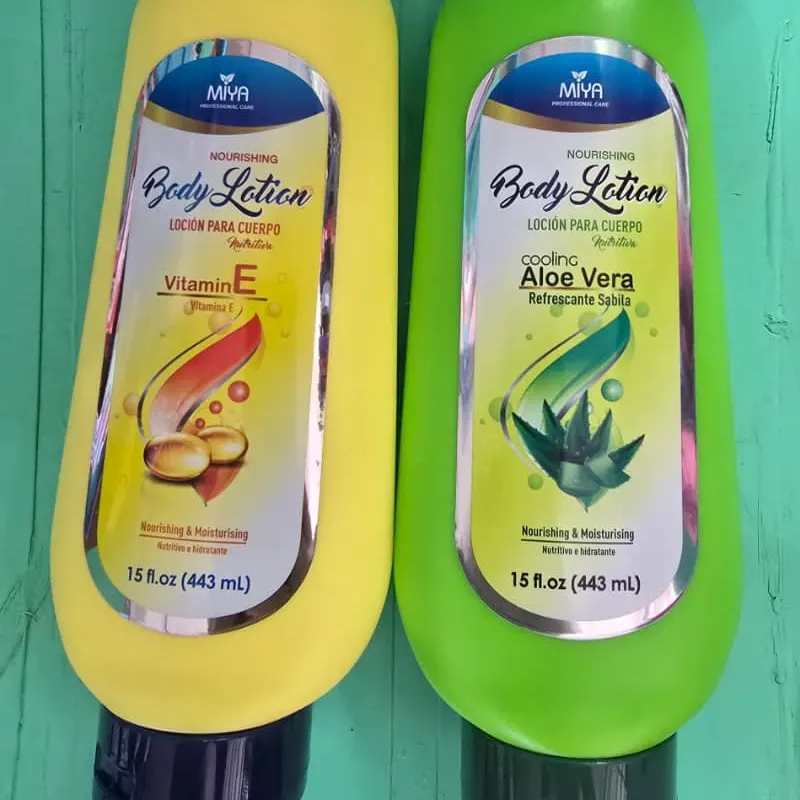 MIYA
PROFESSIONAL CARE
NOURISHING
Body Lotion
LOCIÓN PARA CUERPO
Nutritiva
Vitamin E
Vitamina E
Nourishing & Moisturising
Nutritivo e hidratante
15 fl.oz (443 mL)
MIYA
PROFESSIONAL CARE
NOURISHING
Body Lotion
LOCIÓN PARA CUERPO
Nutritiva
cooling
Aloe Vera
Refrescante Sabila
Nourishing & Moisturising
Nutritivo e hidratante
15 fl.oz (443 mL)